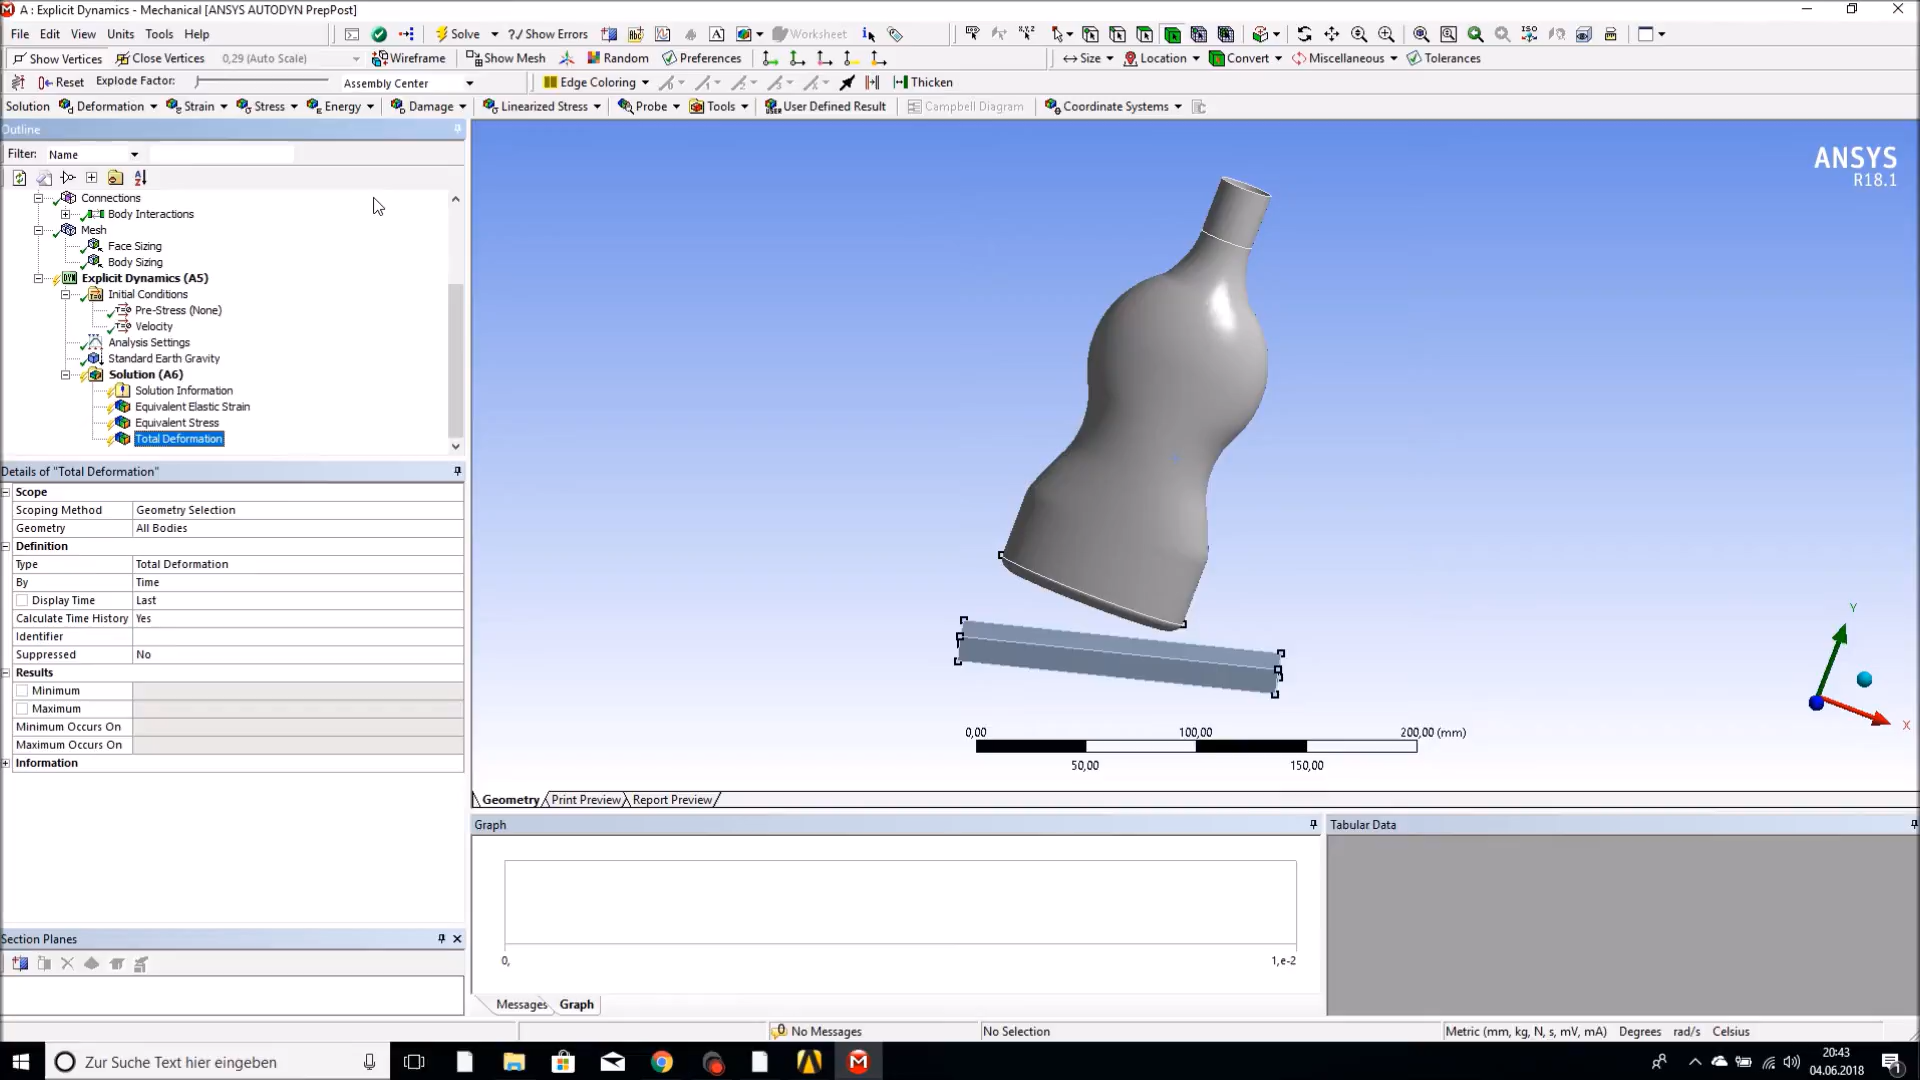 A : Explicit Dynamics - Mechanical [ANSYS AUTODYN PrepPost]
File Edit View Units Tools Help Solve ?/ Show Errors Worksheet
Show Vertices Close Vertices 0,29 (Auto Scale) Wireframe Show Mesh Random Preferences Size Location Convert Miscellaneous Tolerances
Reset Explode Factor: Assembly Center Edge Coloring Thicken
Solution Deformation Strain Stress Energy Damage Linearized Stress Probe Tools User Defined Result Campbell Diagram Coordinate Systems
Outline
Filter: Name
Connections
Body Interactions
Mesh
Face Sizing
Body Sizing
Explicit Dynamics (A5)
Initial Conditions
Pre-Stress (None)
Velocity
Analysis Settings
Standard Earth Gravity
Solution (A6)
Solution Information
Equivalent Elastic Strain
Equivalent Stress
Total Deformation
Details of "Total Deformation"
Scope
Scoping Method Geometry Selection
Geometry All Bodies
Definition
Type Total Deformation
By Time
Display Time Last
Calculate Time History Yes
Identifier
Suppressed No
Results
Minimum
Maximum
Minimum Occurs On
Maximum Occurs On
Information
Section Planes
ANSYS
R18.1
Y
X
0,00 100,00 200,00 (mm)
50,00 150,00
Geometry Print Preview Report Preview
Graph
0, 1,e-2
Messages Graph
Tabular Data
No Messages No Selection Metric (mm, kg, N, s, mV, mA) Degrees rad/s Celsius
Zur Suche Text hier eingeben
20:43
04.06.2018